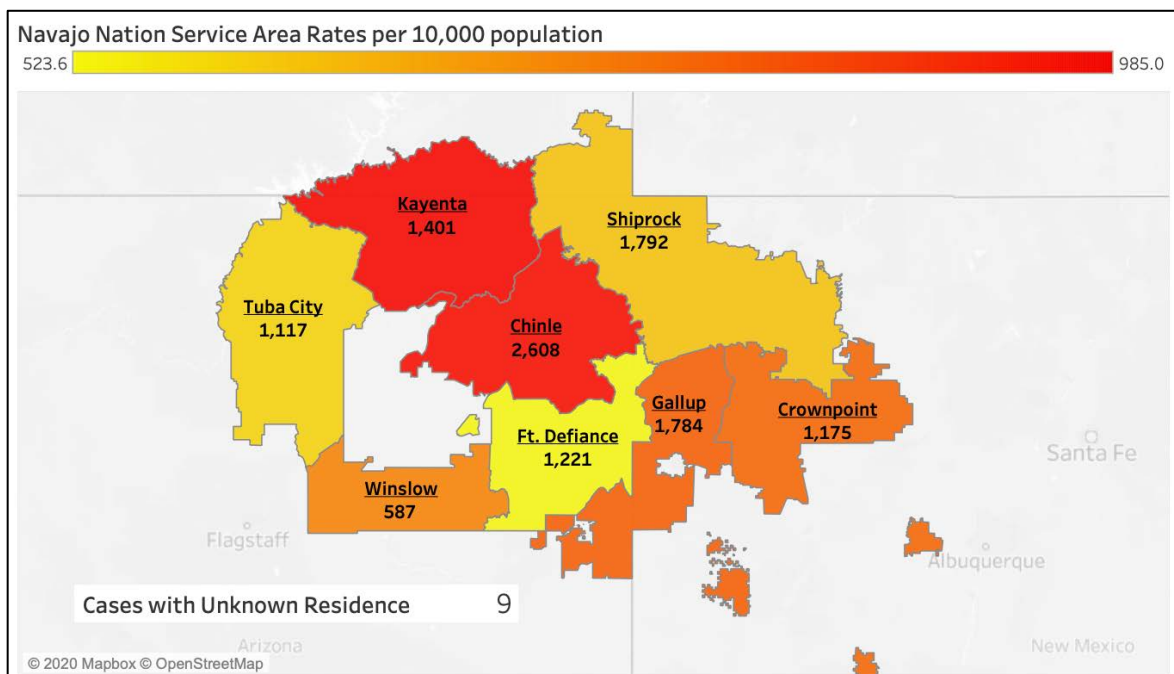 Navajo Nation Service Area Rates per 10,000 population
523.6
985.0
Kayenta
1,401
Shiprock
1,792
Tuba City
1,117
Chinle
2,608
Gallup
1,784
Crownpoint
1,175
Ft. Defiance
1,221
Santa Fe
Winslow
587
Flagstaff
Albuquerque
Cases with Unknown Residence 9
Arizona
New Mexico
© 2020 Mapbox © OpenStreetMap